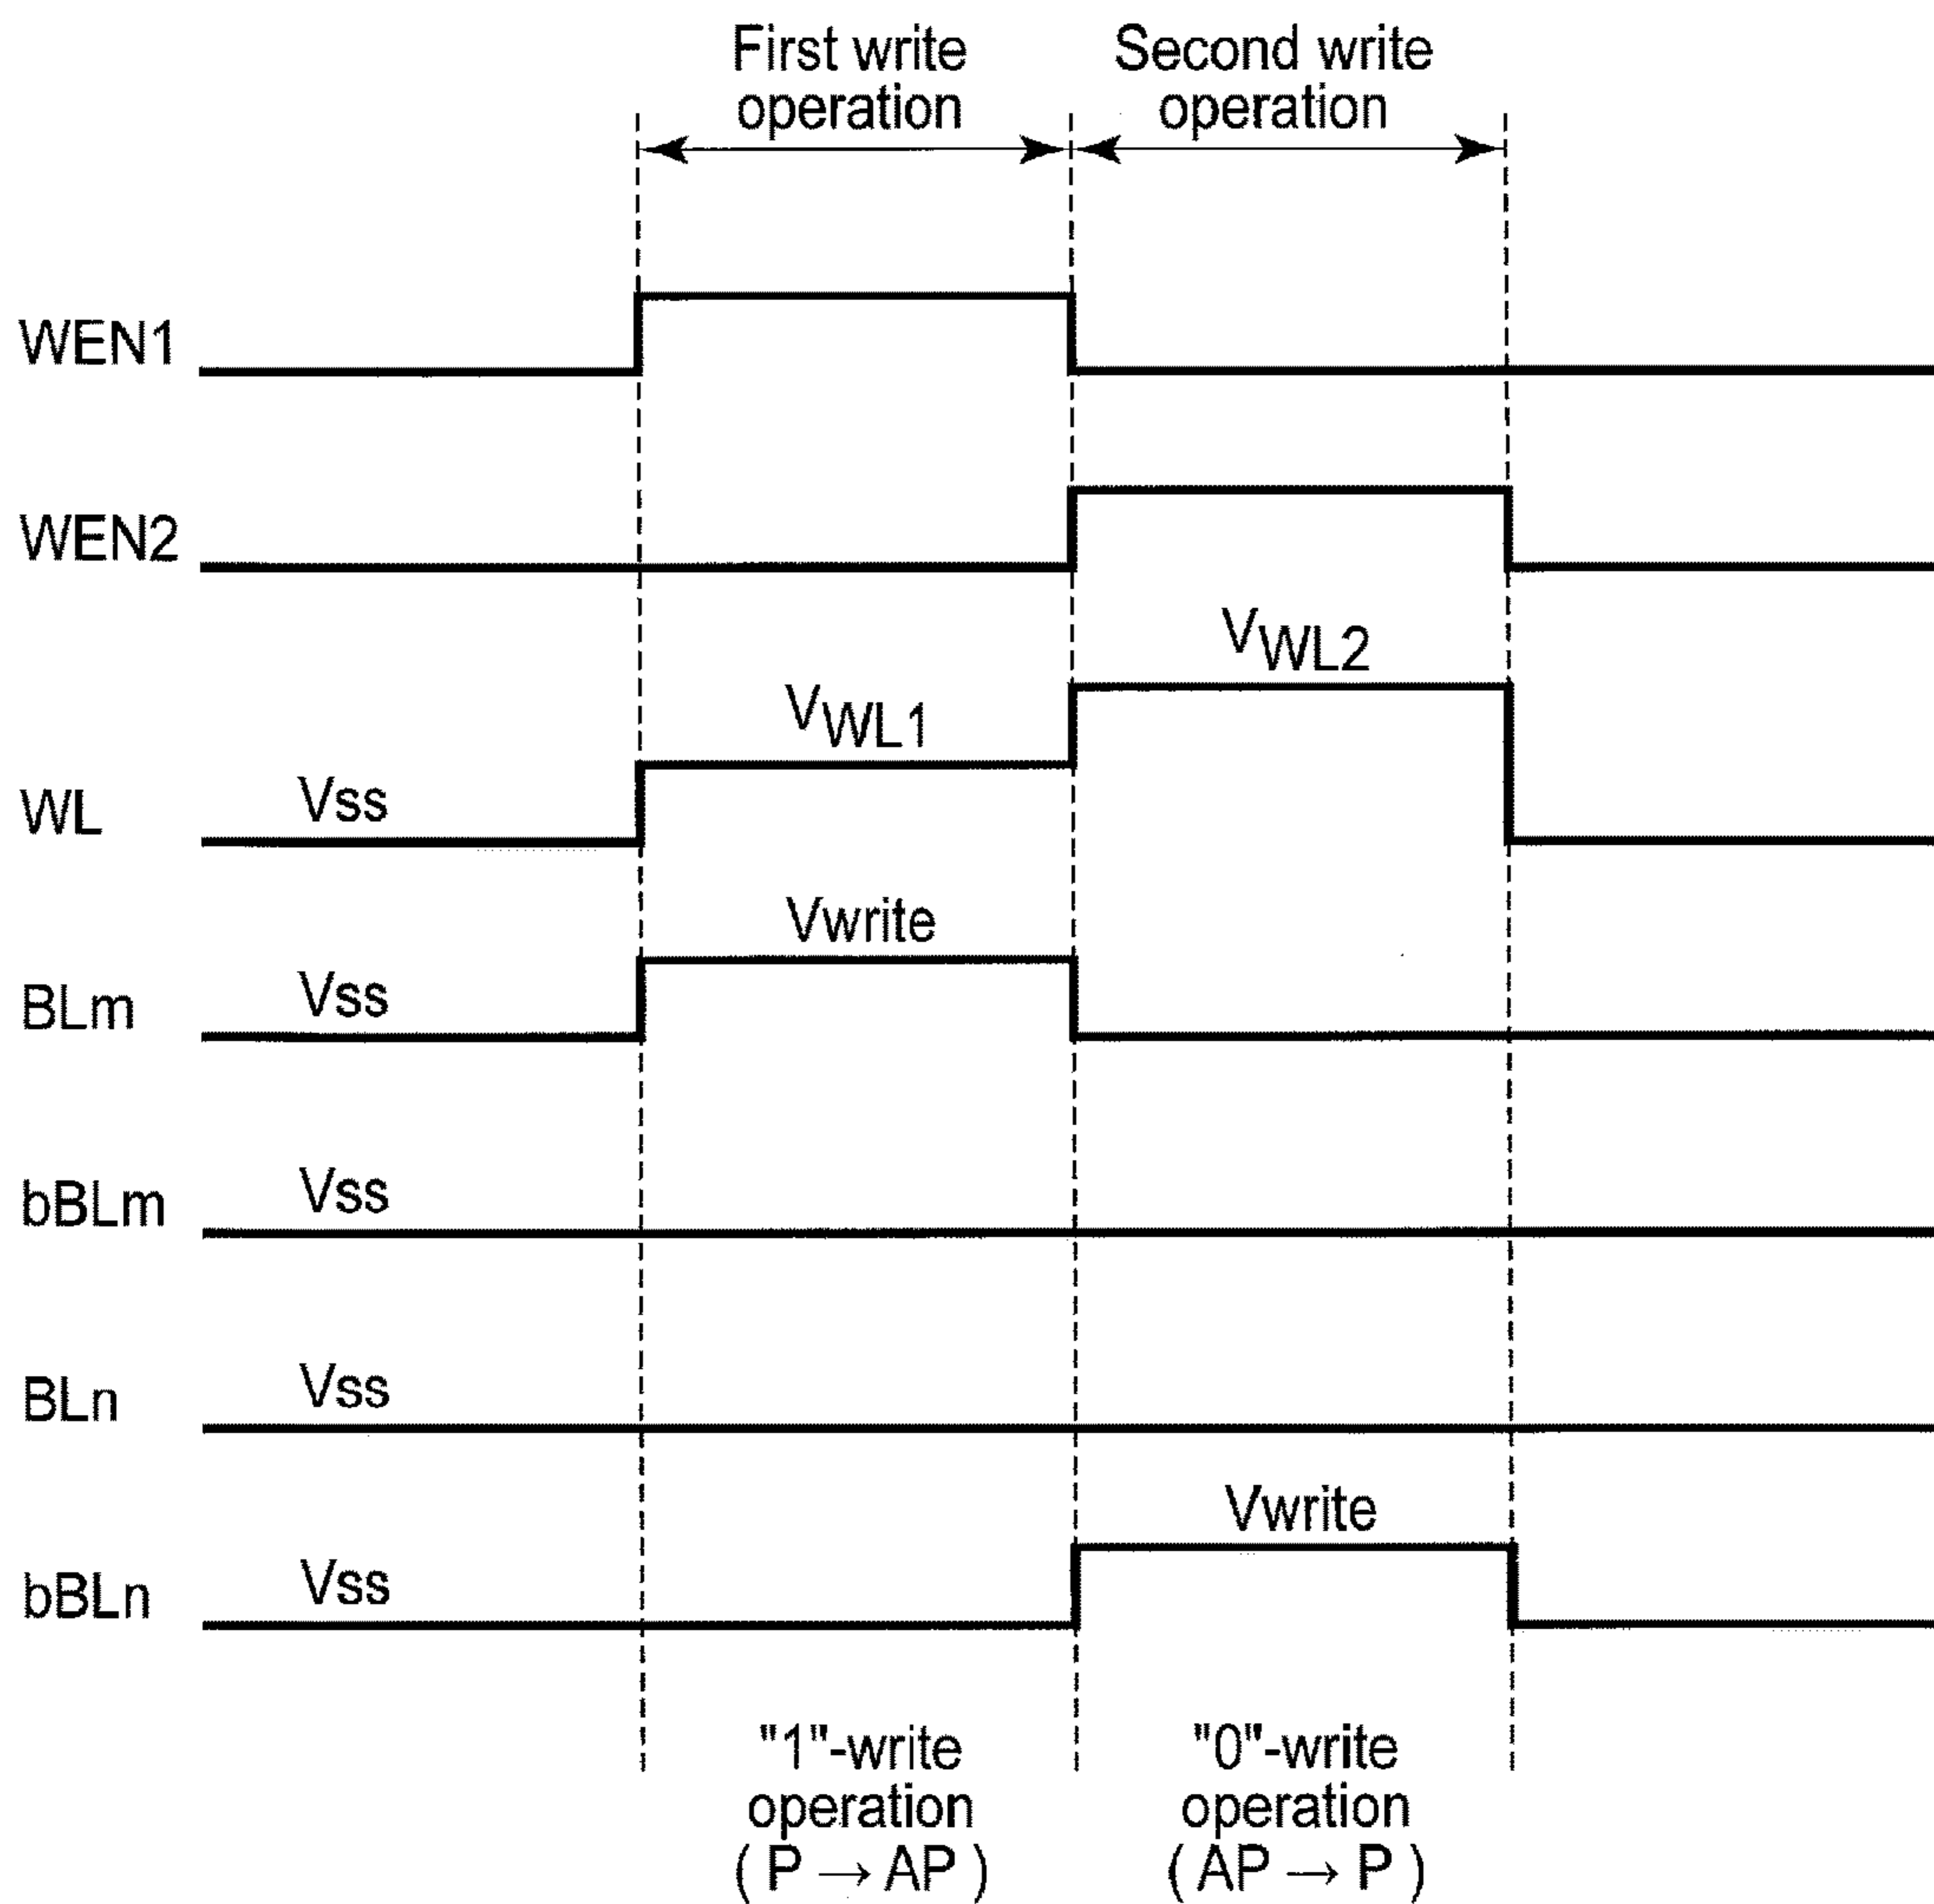 First write
operation
Second write
operation
WEN1
WEN2
VWL2
VWL1
WL
Vss
Vwrite
BLm
Vss
bBLm
Vss
BLn
Vss
Vwrite
bBLn
Vss
"1"-write
operation
( P → AP )
"0"-write
operation
( AP → P )